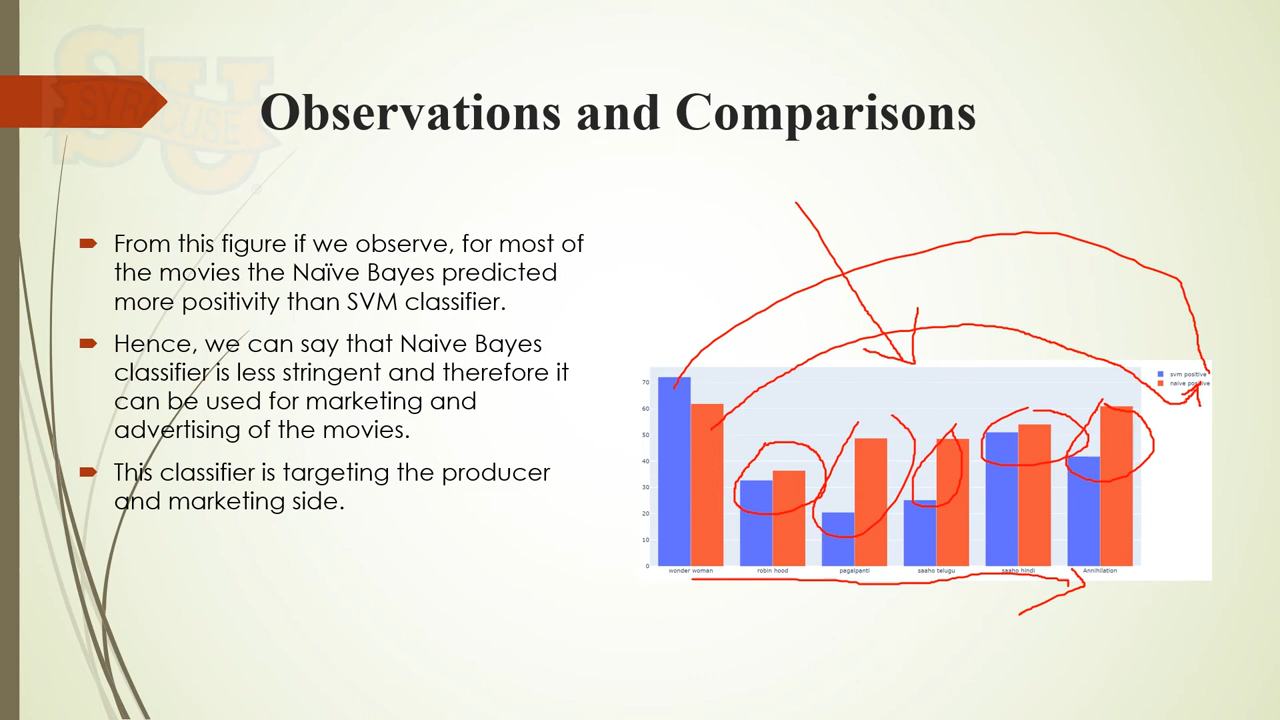 SYRACUSE
SU
Observations and Comparisons
From this figure if we observe, for most of
the movies the Naïve Bayes predicted
more positivity than SVM classifier.
Hence, we can say that Naive Bayes
classifier is less stringent and therefore it
can be used for marketing and
advertising of the movies.
This classifier is targeting the producer
and marketing side.
svm positive
naive positive
70
60
50
40
30
20
10
0
wonder woman robin hood pagalpanti saaho telugu saaho hindi Annihilation